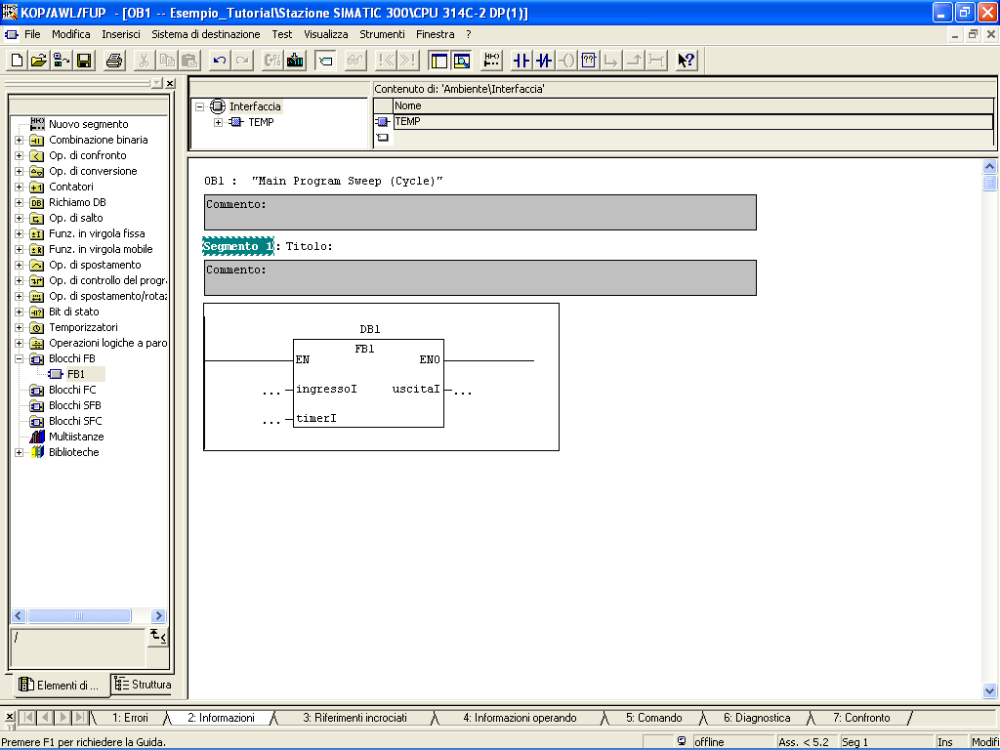 KOP/AWL/FUP - [OB1 -- Esempio_Tutorial\Stazione SIMATIC 300\CPU 314C-2 DP(1)]
File Modifica Inserisci Sistema di destinazione Test Visualizza Strumenti Finestra ?
Contenuto di: 'Ambiente\Interfaccia'
Interfaccia
TEMP
Nome
TEMP
Nuovo segmento
Combinazione binaria
Op. di confronto
Op. di conversione
Contatori
Richiamo DB
Op. di salto
Funz. in virgola fissa
Funz. in virgola mobile
Op. di spostamento
Op. di controllo del progr
Op. di spostamento/rotaz
Bit di stato
Temporizzatori
Operazioni logiche a paro
Blocchi FB
FB1
Blocchi FC
Blocchi SFB
Blocchi SFC
Multiistanze
Biblioteche
/
Elementi di ... Struttura
OB1 : "Main Program Sweep (Cycle)"
Commento:
Segmento 1: Titolo:
Commento:
DB1
FB1
EN ENO
... ingressoI uscitaI ...
... timerI
1: Errori 2: Informazioni 3: Riferimenti incrociati 4: Informazioni operando 5: Comando 6: Diagnostica 7: Confronto
Premere F1 per richiedere la Guida. offline Ass. < 5.2 Seg 1 Ins Modifi